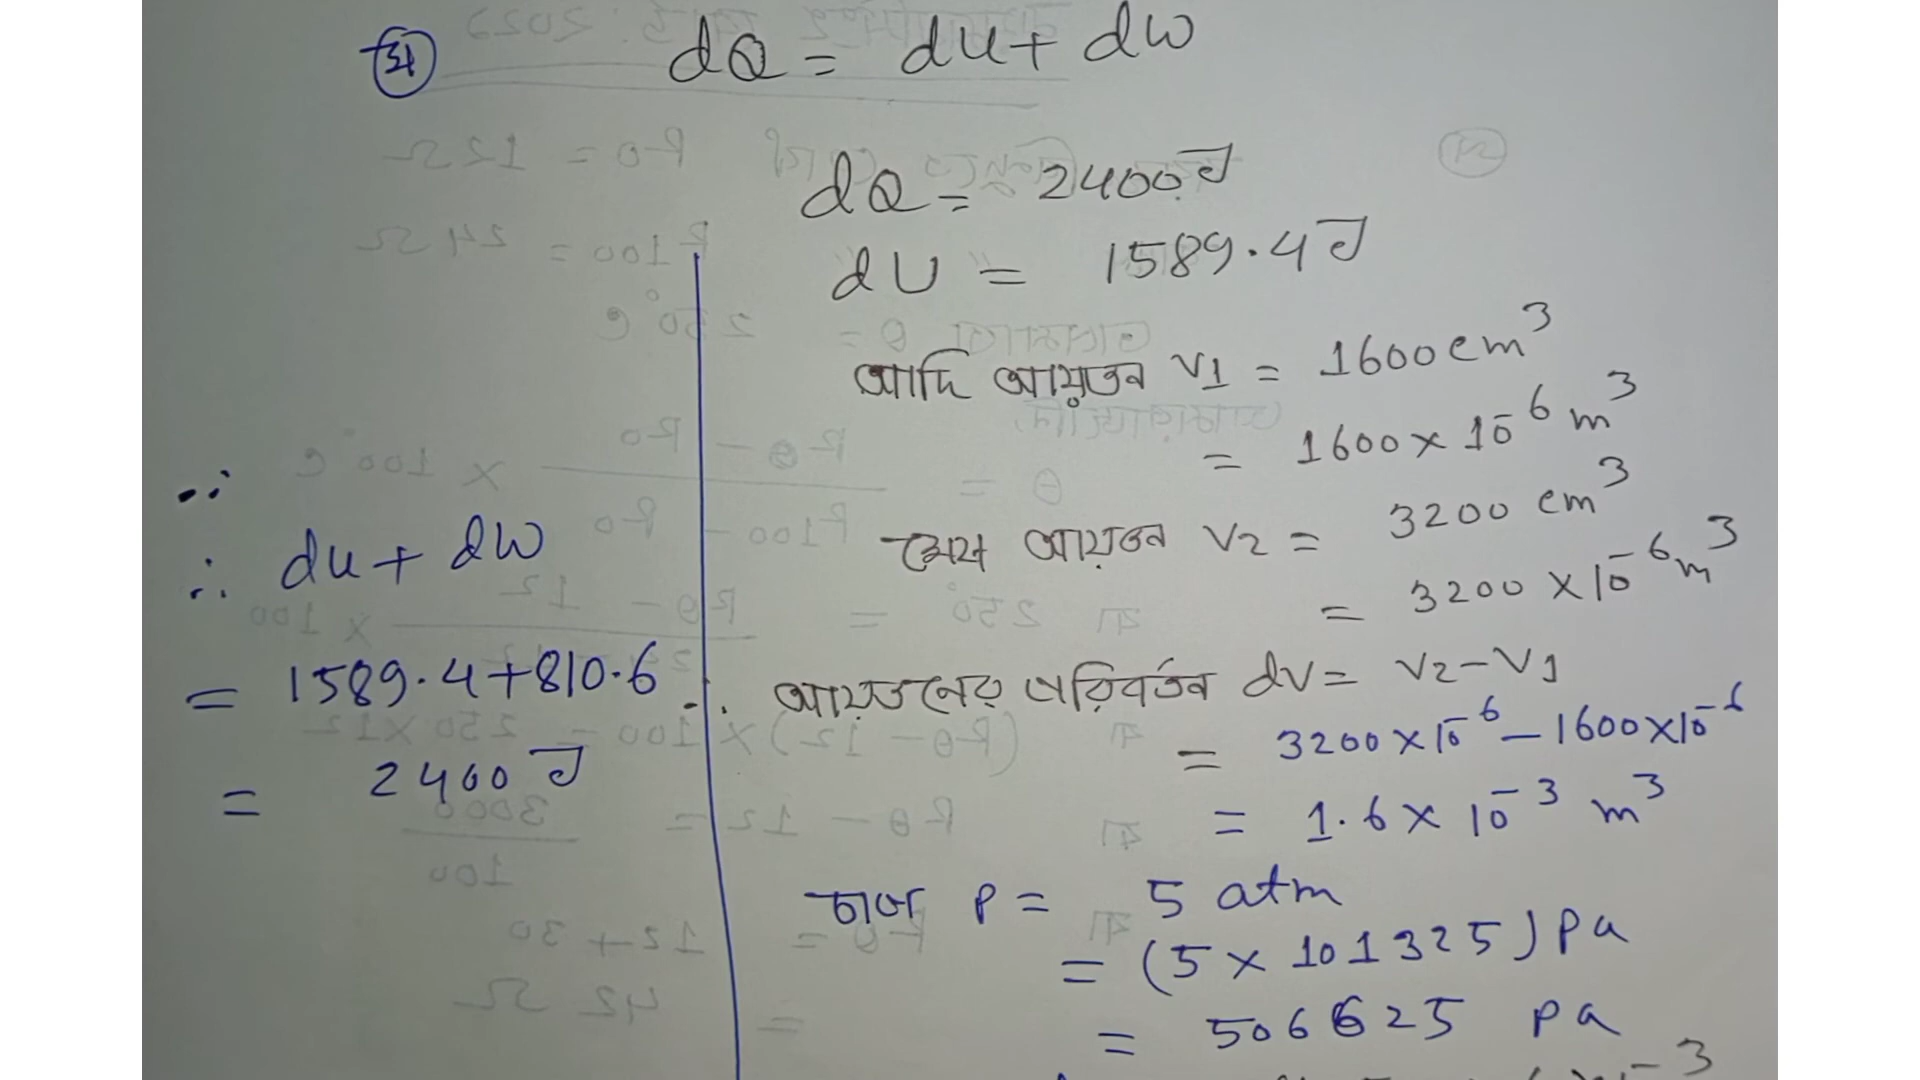 ঘ dQ = du + dw
dQ = 2400 J
dU = 1589.4 J
আদি আয়তন V1 = 1600 cm³
= 1600 × 10⁻⁶ m³
শেষ আয়তন V2 = 3200 cm³
= 3200 × 10⁻⁶ m³
∴ আয়তনের পরিবর্তন dv = V2 – V1
= 3200 × 10⁻⁶ – 1600 × 10⁻⁶
= 1.6 × 10⁻³ m³
চাপ P = 5 atm
= (5 × 101325) pa
= 506625 pa
∴ du + dw
= 1589.4 + 810.6
= 2400 J